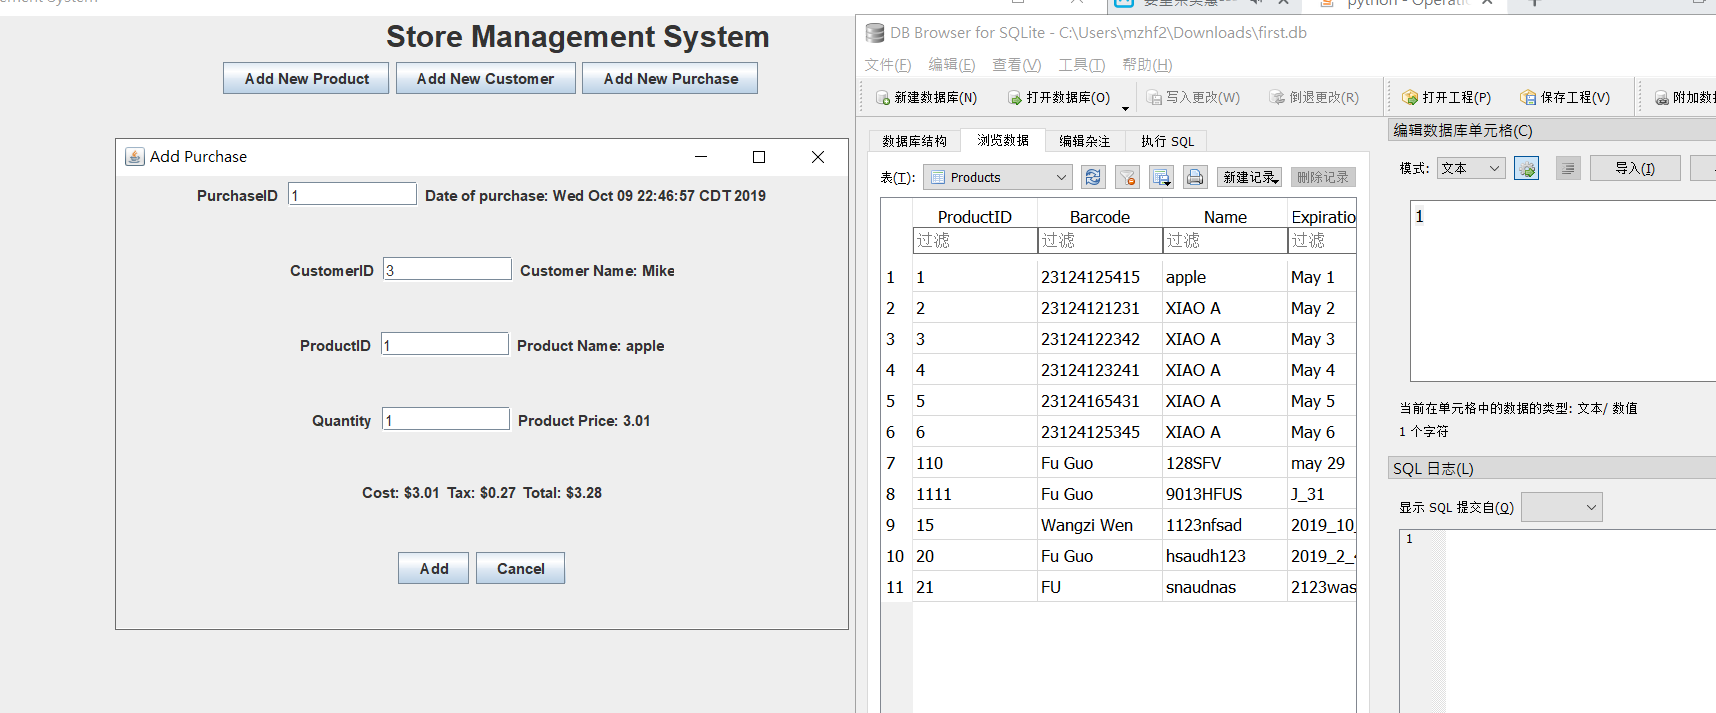 ement System
Store Management System
Add New Product Add New Customer Add New Purchase
Add Purchase
PurchaseID 1 Date of purchase: Wed Oct 09 22:46:57 CDT 2019
CustomerID 3 Customer Name: Mike
ProductID 1 Product Name: apple
Quantity 1 Product Price: 3.01
Cost: $3.01 Tax: $0.27 Total: $3.28
Add Cancel
python - Operatio
DB Browser for SQLite - C:\Users\mzhf2\Downloads\first.db
文件(F) 编辑(E) 查看(V) 工具(T) 帮助(H)
新建数据库(N) 打开数据库(O) 写入更改(W) 倒退更改(R) 打开工程(P) 保存工程(V) 附加数据
数据库结构 浏览数据 编辑杂注 执行 SQL
表(T): Products 新建记录 删除记录
ProductID Barcode Name Expiratio
过滤 过滤 过滤 过滤
1 1 23124125415 apple May 1
2 2 23124121231 XIAO A May 2
3 3 23124122342 XIAO A May 3
4 4 23124123241 XIAO A May 4
5 5 23124165431 XIAO A May 5
6 6 23124125345 XIAO A May 6
7 110 Fu Guo 128SFV may 29
8 1111 Fu Guo 9013HFUS J_31
9 15 Wangzi Wen 1123nfsad 2019_10_
10 20 Fu Guo hsaudh123 2019_2_4
11 21 FU snaudnas 2123was
编辑数据库单元格(C)
模式: 文本 导入(I)
1
当前在单元格中的数据的类型: 文本/ 数值
1 个字符
SQL 日志(L)
显示 SQL 提交自(Q)
1